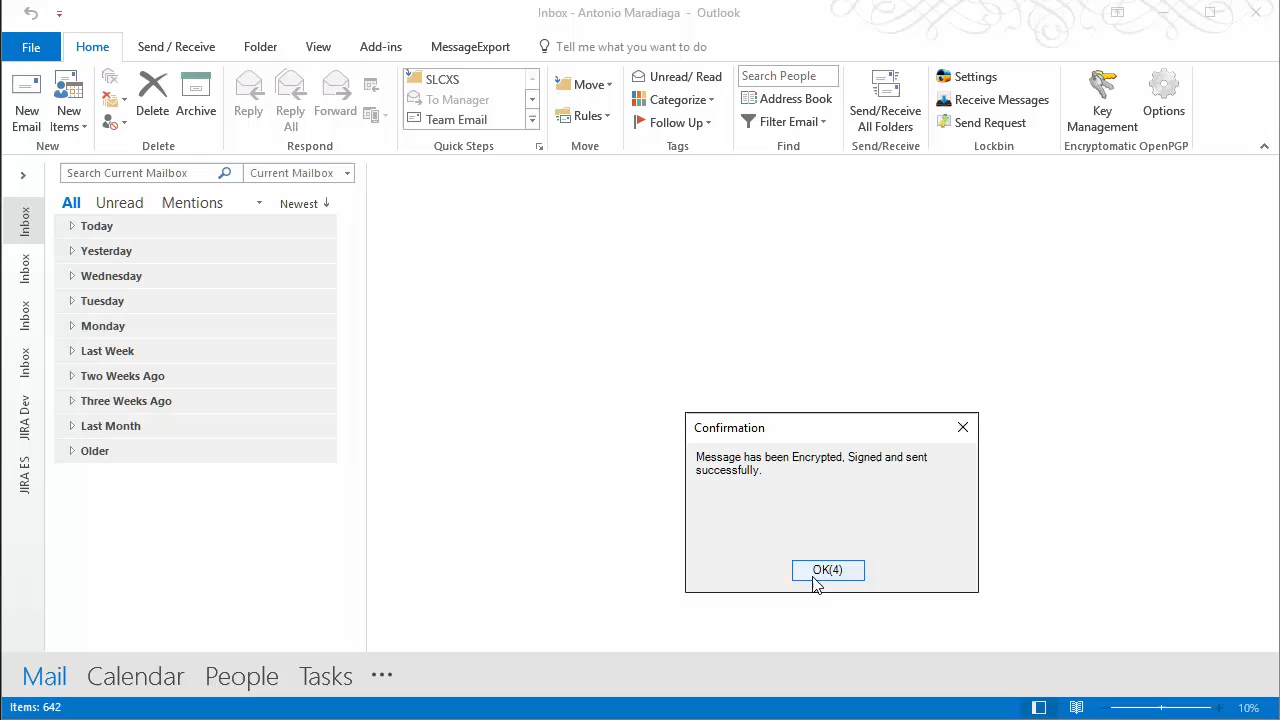 Inbox - Antonio Maradiaga - Outlook
File Home Send / Receive Folder View Add-ins MessageExport Tell me what you want to do
New Email
New Items
New
Delete
Archive
Delete
Reply
Reply All
Forward
Respond
SLCXS
To Manager
Team Email
Quick Steps
Move
Rules
Move
Unread/ Read
Categorize
Follow Up
Tags
Search People
Address Book
Filter Email
Find
Send/Receive All Folders
Send/Receive
Settings
Receive Messages
Send Request
Lockbin
Key Management
Options
Encryptomatic OpenPGP
Search Current Mailbox Current Mailbox
All Unread Mentions Newest ↓
Today
Yesterday
Wednesday
Tuesday
Monday
Last Week
Two Weeks Ago
Three Weeks Ago
Last Month
Older
Inbox
Inbox
Inbox
Inbox
JIRA Dev
JIRA ES
Confirmation
Message has been Encrypted, Signed and sent
successfully.
OK(4)
Mail Calendar People Tasks •••
Items: 642
10%